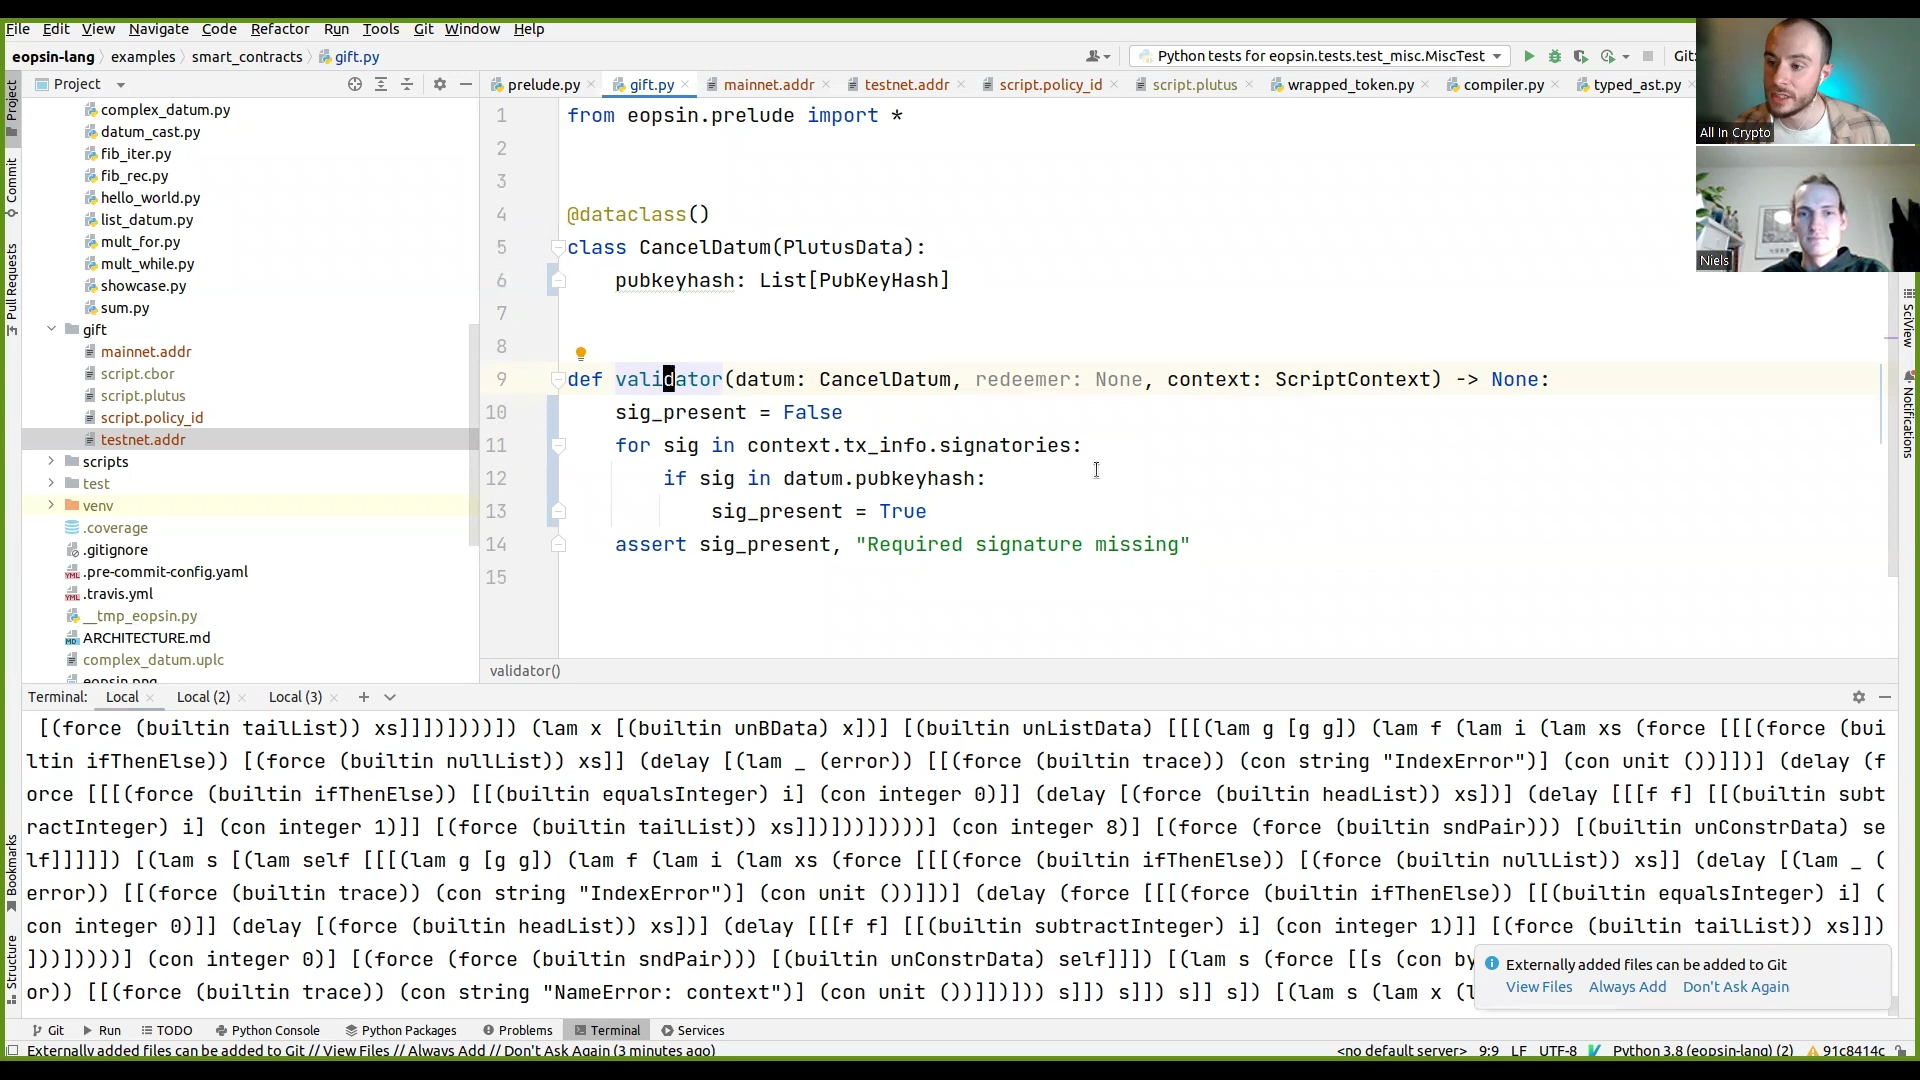 File Edit View Navigate Code Refactor Run Tools Git Window Help
eopsin-lang examples smart_contracts gift.py Python tests for eopsin.tests.test_misc.MiscTest Git:
Project prelude.py gift.py mainnet.addr testnet.addr script.policy_id script.plutus wrapped_token.py compiler.py typed_ast.py
All In Crypto
Niels
Project
Commit
Pull Requests
Bookmarks
Structure
SciView
Notifications
complex_datum.py
datum_cast.py
fib_iter.py
fib_rec.py
hello_world.py
list_datum.py
mult_for.py
mult_while.py
showcase.py
sum.py
gift
mainnet.addr
script.cbor
script.plutus
script.policy_id
testnet.addr
scripts
test
venv
.coverage
.gitignore
.pre-commit-config.yaml
.travis.yml
__tmp_eopsin.py
ARCHITECTURE.md
complex_datum.uplc
eopsin.png
1 from eopsin.prelude import *
2
3
4 @dataclass()
5 class CancelDatum(PlutusData):
6 pubkeyhash: List[PubKeyHash]
7
8
9 def validator(datum: CancelDatum, redeemer: None, context: ScriptContext) -> None:
10 sig_present = False
11 for sig in context.tx_info.signatories:
12 if sig in datum.pubkeyhash:
13 sig_present = True
14 assert sig_present, "Required signature missing"
15
validator()
Terminal: Local Local (2) Local (3)
[(force (builtin tailList)) xs]]])])))]) (lam x [(builtin unBData) x])] [(builtin unListData) [[[(lam g [g g]) (lam f (lam i (lam xs (force [[[(force (bui
ltin ifThenElse)) [(force (builtin nullList)) xs]] (delay [(lam _ (error)) [[(force (builtin trace)) (con string "IndexError")] (con unit ())]])] (delay (f
orce [[[(force (builtin ifThenElse)) [[(builtin equalsInteger) i] (con integer 0)]] (delay [(force (builtin headList)) xs])] (delay [[[f f] [[(builtin subt
ractInteger) i] (con integer 1)]] [(force (builtin tailList)) xs]])])])))))] (con integer 8)] [(force (force (builtin sndPair))) [(builtin unConstrData) se
lf]]]]]) [(lam s [(lam self [[[(lam g [g g]) (lam f (lam i (lam xs (force [[[(force (builtin ifThenElse)) [(force (builtin nullList)) xs]] (delay [(lam _ (
error)) [[(force (builtin trace)) (con string "IndexError")] (con unit ())]])] (delay (force [[[(force (builtin ifThenElse)) [[(builtin equalsInteger) i] (
con integer 0)]] (delay [(force (builtin headList)) xs])] (delay [[[f f] [[(builtin subtractInteger) i] (con integer 1)]] [(force (builtin tailList)) xs]])
]))])))))] (con integer 0)] [(force (force (builtin sndPair))) [(builtin unConstrData) self]]]) [(lam s (force [[s (con by
or)) [[(force (builtin trace)) (con string "NameError: context")] (con unit ())]])])) s]]) s]]) s]] s]) [(lam s (lam x (l
Externally added files can be added to Git
View Files Always Add Don't Ask Again
Git Run TODO Python Console Python Packages Problems Terminal Services
Externally added files can be added to Git // View Files // Always Add // Don't Ask Again (3 minutes ago) <no default server> 9:9 LF UTF-8 Python 3.8 (eopsin-lang) (2) 91c8414c